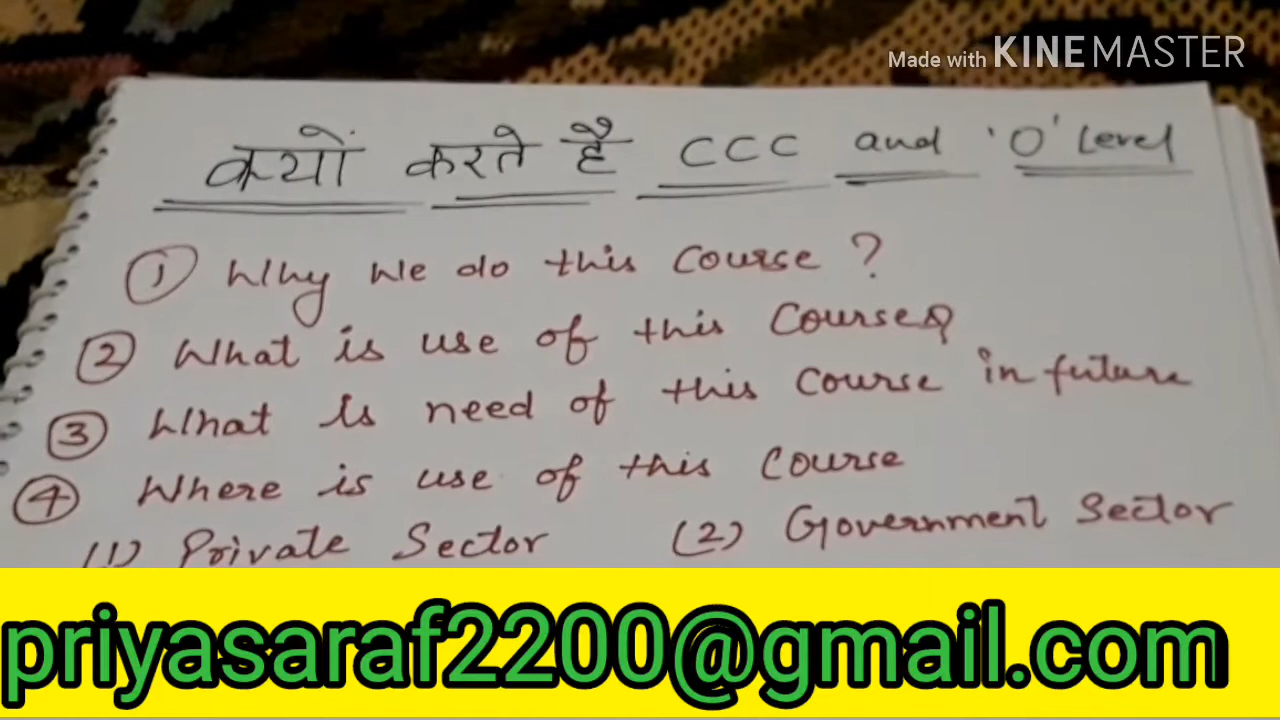 Made with KINEMASTER
क्यों करते है CCC and 'O' Level
① Why we do this course ?
② What is use of this course
③ What is need of this course in future
④ Where is use of this course
(1) Private Sector (2) Government Sector
priyasaraf2200@gmail.com